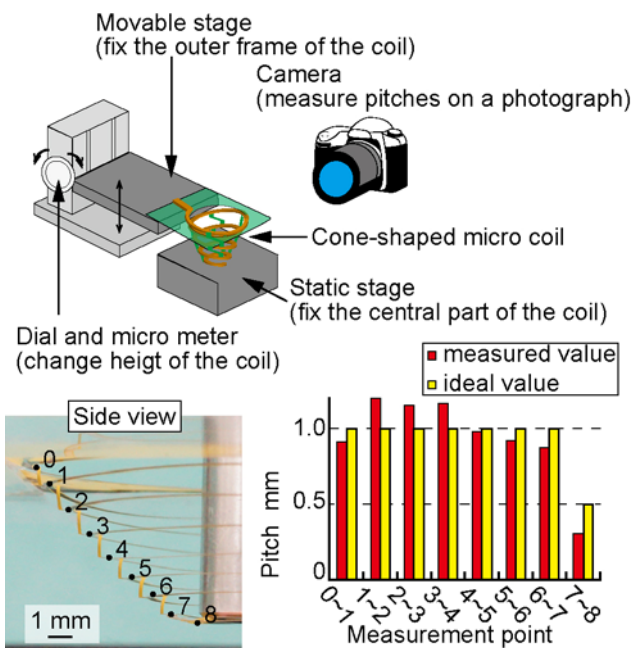 Movable stage
(fix the outer frame of the coil)
Camera
(measure pitches on a photograph)
Cone-shaped micro coil
Static stage
(fix the central part of the coil)
Dial and micro meter
(change heigt of the coil)
measured value
ideal value
Side view
0
1
2
3
4
5
6
7
8
1 mm
Pitch mm
1.0
0.5
0
0~1
1~2
2~3
3~4
4~5
5~6
6~7
7~8
Measurement point